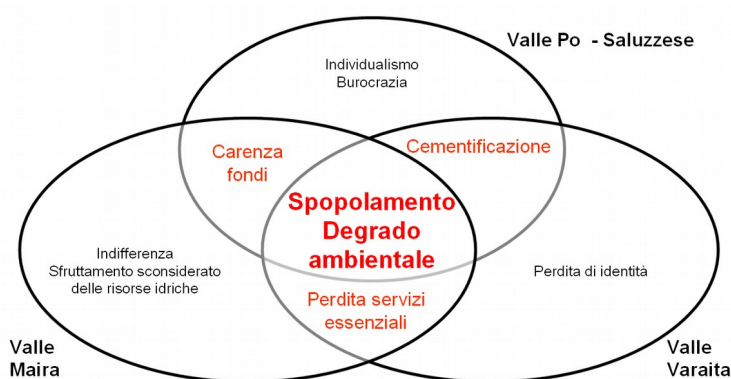 Valle Po - Saluzzese
Individualismo
Burocrazia
Carenza
fondi
Cementificazione
Spopolamento
Degrado
ambientale
Indifferenza
Sfruttamento sconsiderato
delle risorse idriche
Perdita di identità
Perdita servizi
essenziali
Valle
Maira
Valle
Varaita